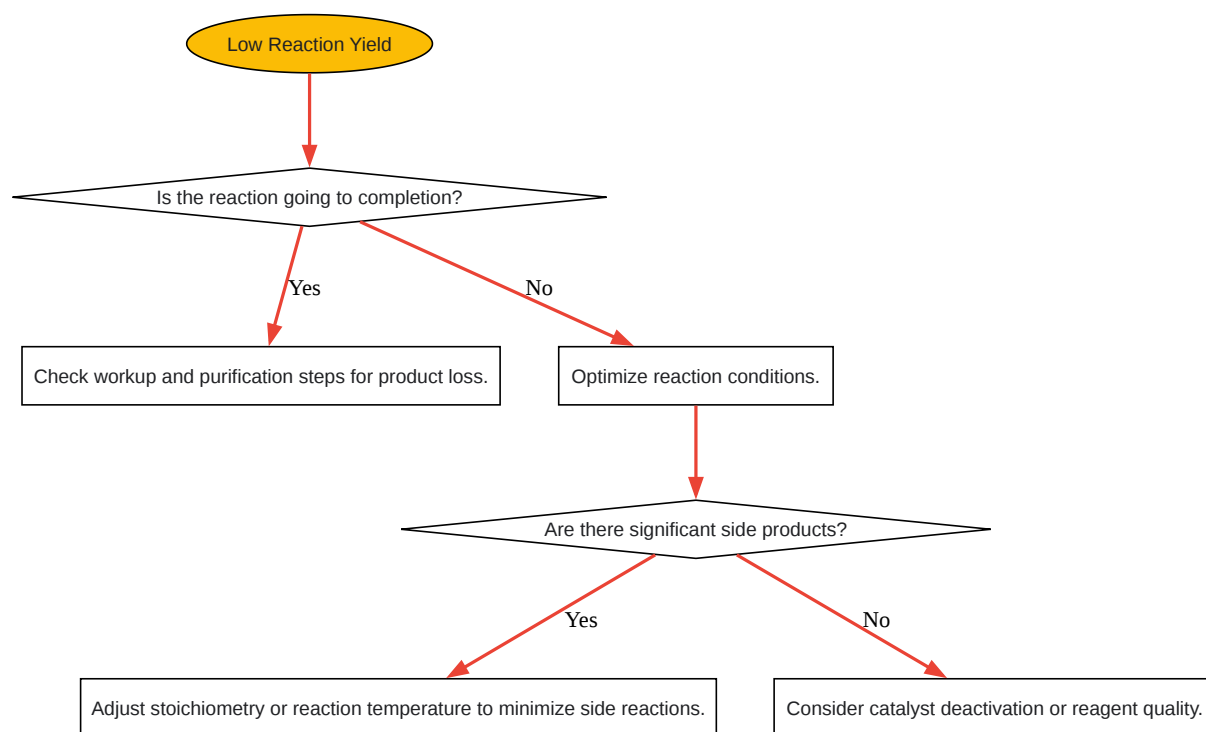 Low Reaction Yield
Is the reaction going to completion?
Yes
No
Check workup and purification steps for product loss.
Optimize reaction conditions.
Are there significant side products?
Yes
No
Adjust stoichiometry or reaction temperature to minimize side reactions.
Consider catalyst deactivation or reagent quality.